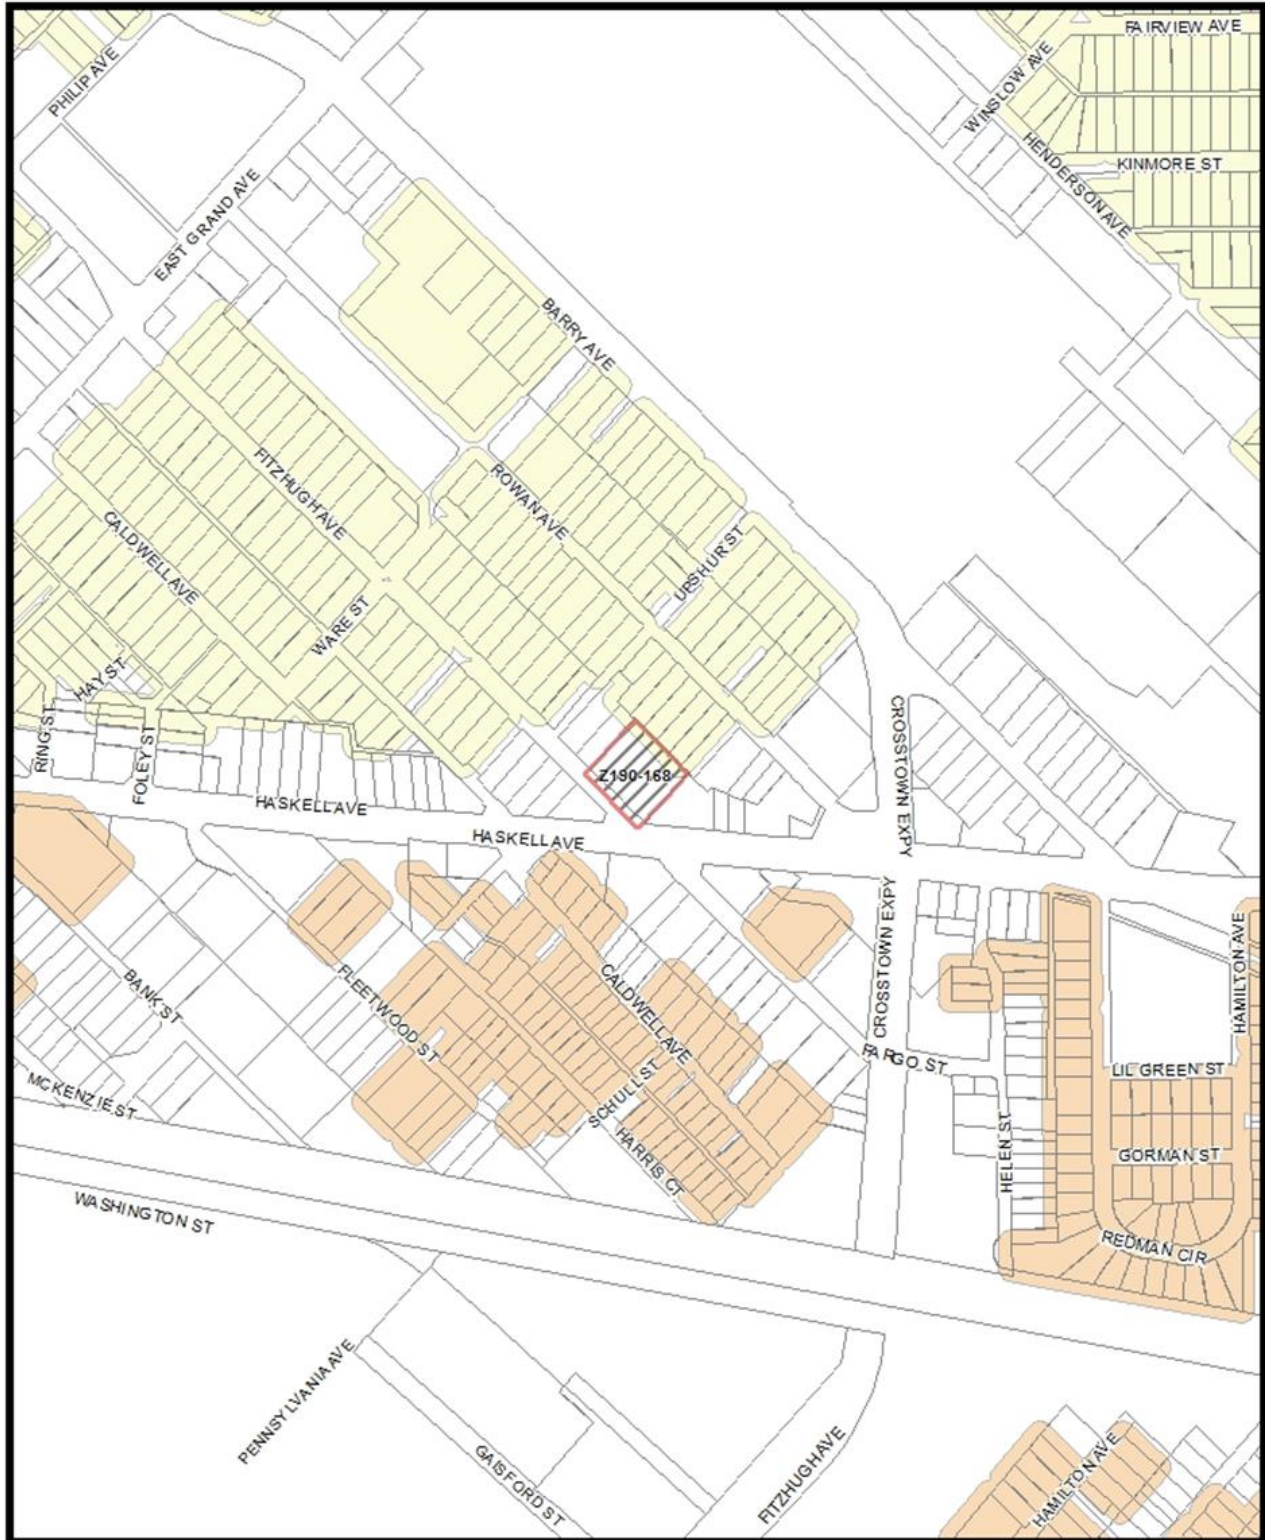 FAIRVIEW AVE
PHILIP AVE
WINSLOW AVE
HENDERSON AVE
KINMORE ST
EAST GRAND AVE
BARRY AVE
FITZHUGH AVE
ROWAN AVE
CALDWELL AVE
UPSHUR ST
WARE ST
HAY ST
RING ST
FOLEY ST
CROSSTOWN EXPY
Z190-168
HASKELL AVE
HASKELL AVE
CROSSTOWN EXPY
HAMILTON AVE
BANK ST
FLEETWOOD ST
CALDWELL AVE
FARGO ST
LIL GREEN ST
MCKENZIE ST
SCHULL ST
HARRIS CT
HELEN ST
GORMAN ST
WASHINGTON ST
REDMAN CIR
PENNSYLVANIA AVE
GAISFORD ST
FITZHUGH AVE
HAMILTON AVE